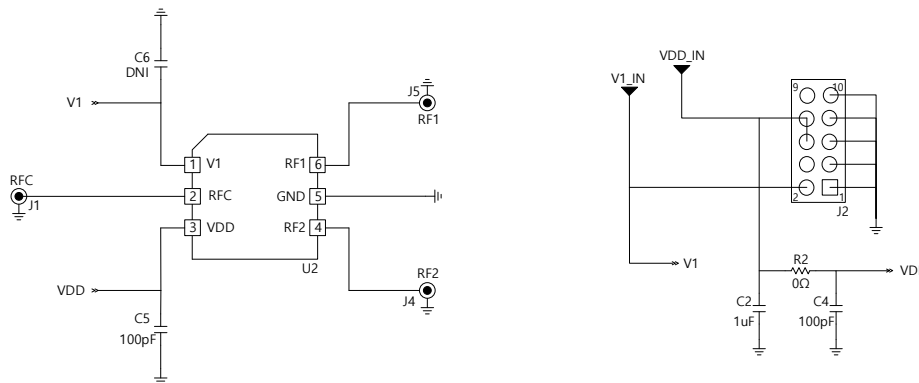 C6
DNI
V1
J5
RF1
1
V1
RF1
6
RFC
J1
2
RFC
GND
5
3
VDD
RF2
4
U2
VDD
RF2
J4
C5
100pF
VDD_IN
V1_IN
9
10
2
1
J2
V1
R2
0Ω
VD
C2
1uF
C4
100pF